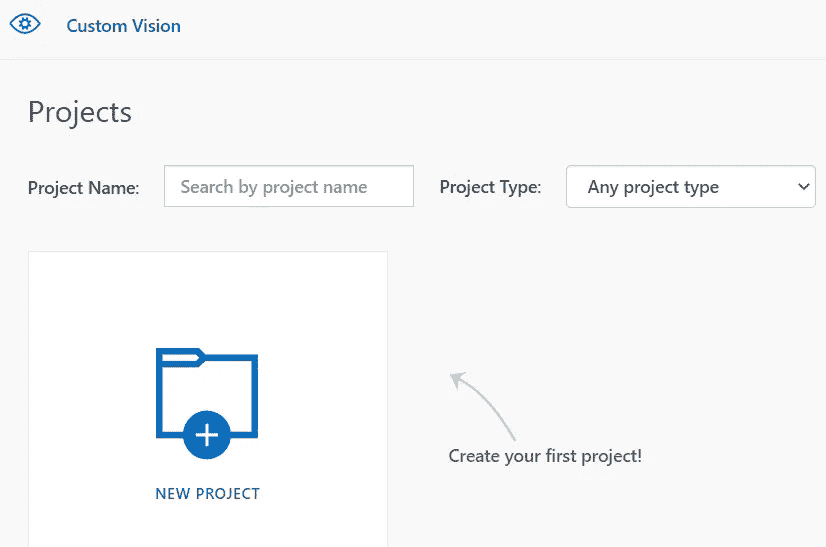 Custom Vision
Projects
Project Name: Search by project name Project Type: Any project type
Create your first project!
NEW PROJECT